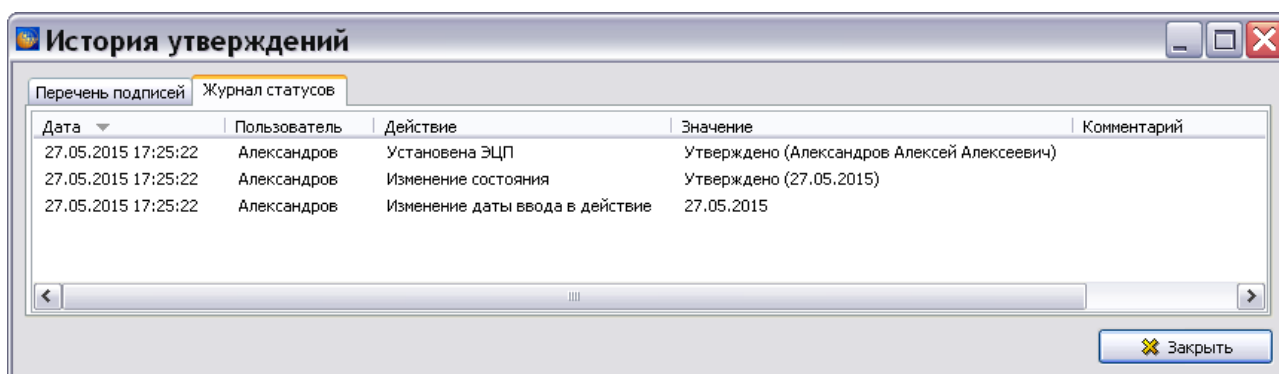 История утверждений
Перечень подписей Журнал статусов
Дата Пользователь Действие Значение Комментарий
27.05.2015 17:25:22 Александров Установена ЭЦП Утверждено (Александров Алексей Алексеевич)
27.05.2015 17:25:22 Александров Изменение состояния Утверждено (27.05.2015)
27.05.2015 17:25:22 Александров Изменение даты ввода в действие 27.05.2015
Закрыть